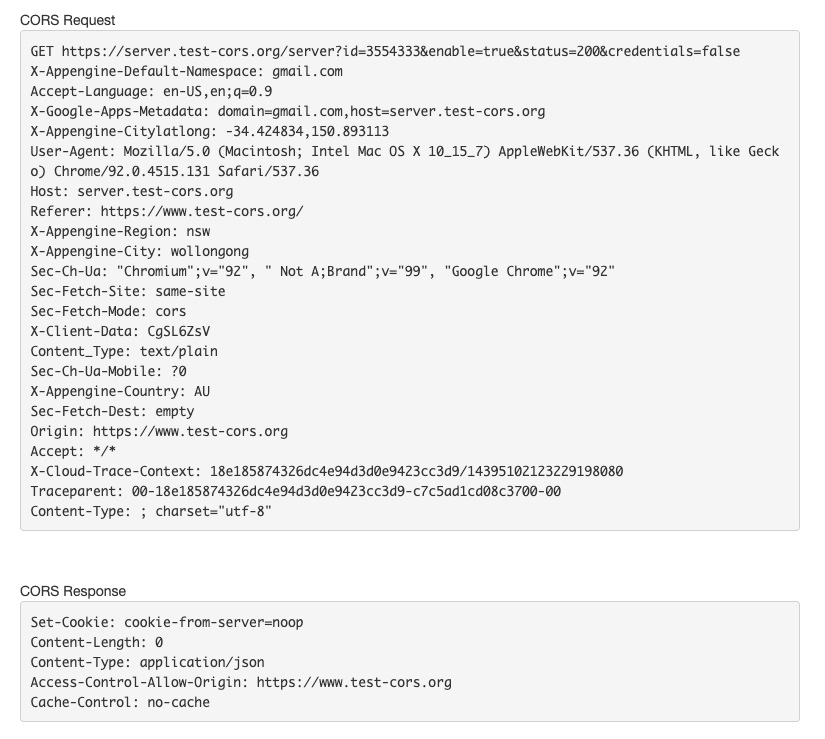 CORS Request
GET https://server.test-cors.org/server?id=3554333&enable=true&status=200&credentials=false
X-Appengine-Default-Namespace: gmail.com
Accept-Language: en-US,en;q=0.9
X-Google-Apps-Metadata: domain=gmail.com,host=server.test-cors.org
X-Appengine-Citylatlong: -34.424834,150.893113
User-Agent: Mozilla/5.0 (Macintosh; Intel Mac OS X 10_15_7) AppleWebKit/537.36 (KHTML, like Geck
o) Chrome/92.0.4515.131 Safari/537.36
Host: server.test-cors.org
Referer: https://www.test-cors.org/
X-Appengine-Region: nsw
X-Appengine-City: wollongong
Sec-Ch-Ua: "Chromium";v="92", " Not A;Brand";v="99", "Google Chrome";v="92"
Sec-Fetch-Site: same-site
Sec-Fetch-Mode: cors
X-Client-Data: CgSL6ZsV
Content_Type: text/plain
Sec-Ch-Ua-Mobile: ?0
X-Appengine-Country: AU
Sec-Fetch-Dest: empty
Origin: https://www.test-cors.org
Accept: */*
X-Cloud-Trace-Context: 18e185874326dc4e94d3d0e9423cc3d9/14395102123229198080
Traceparent: 00-18e185874326dc4e94d3d0e9423cc3d9-c7c5ad1cd08c3700-00
Content-Type: ; charset="utf-8"
CORS Response
Set-Cookie: cookie-from-server=noop
Content-Length: 0
Content-Type: application/json
Access-Control-Allow-Origin: https://www.test-cors.org
Cache-Control: no-cache